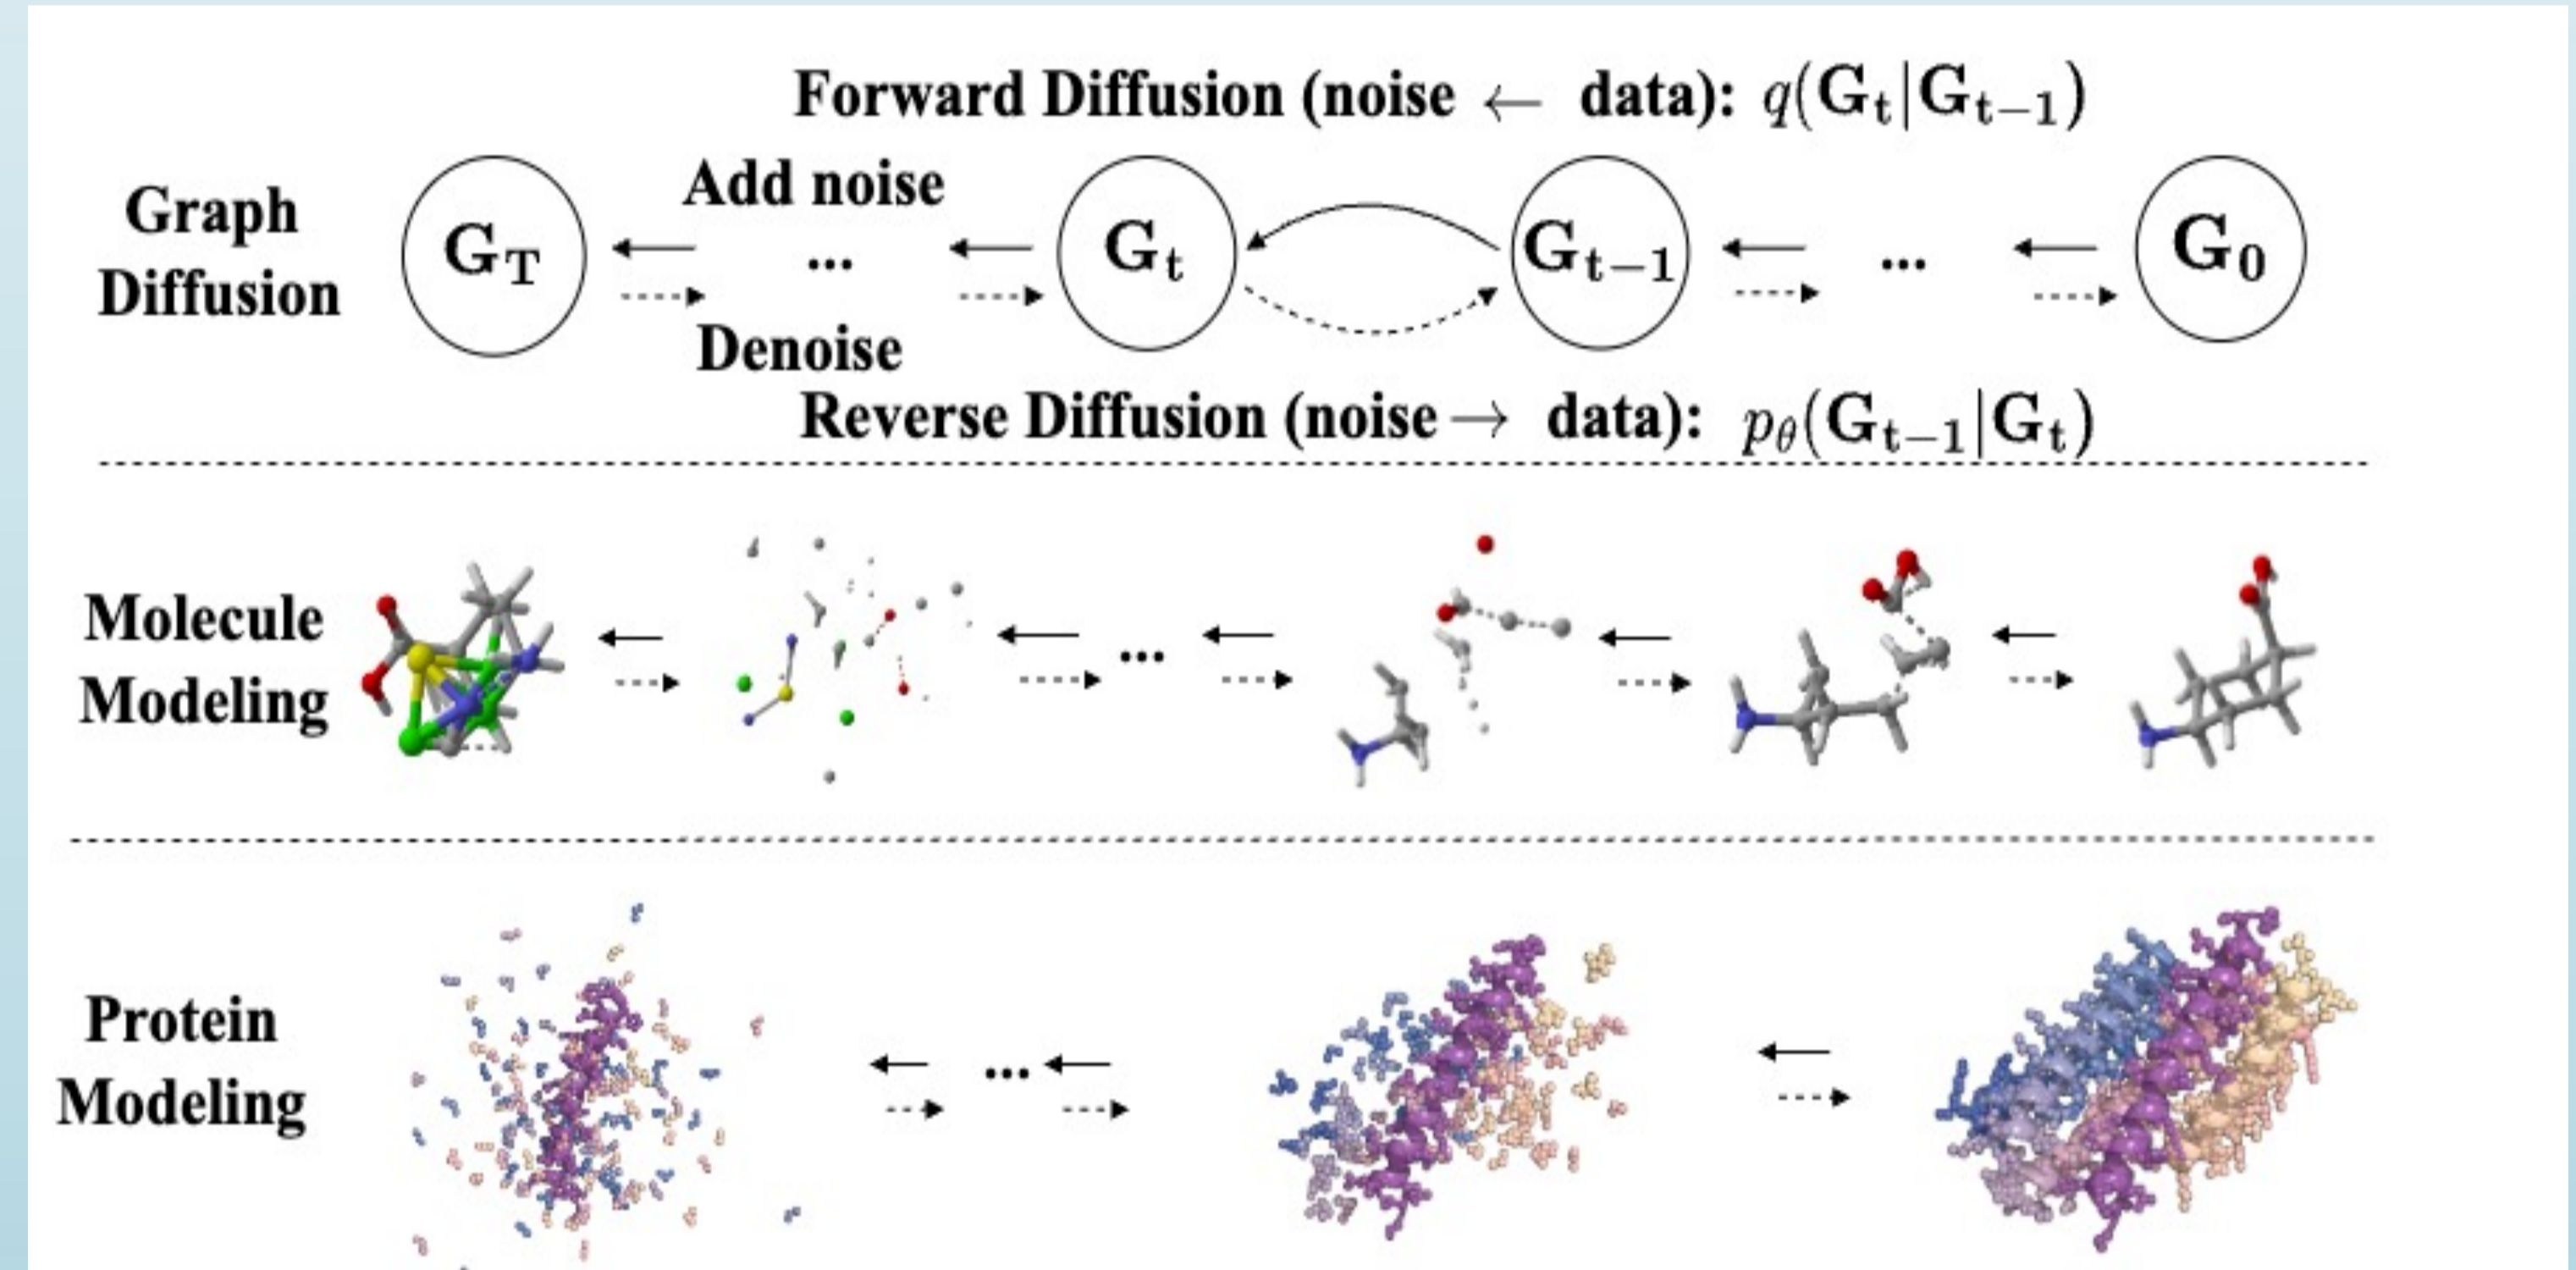 Forward Diffusion (noise ← data): q(G_t|G_{t−1})
Graph
Diffusion
G_T
Add noise
...
Denoise
G_t
G_{t−1}
...
G_0
Reverse Diffusion (noise → data): p_θ(G_{t−1}|G_t)
Molecule
Modeling
...
Protein
Modeling
...